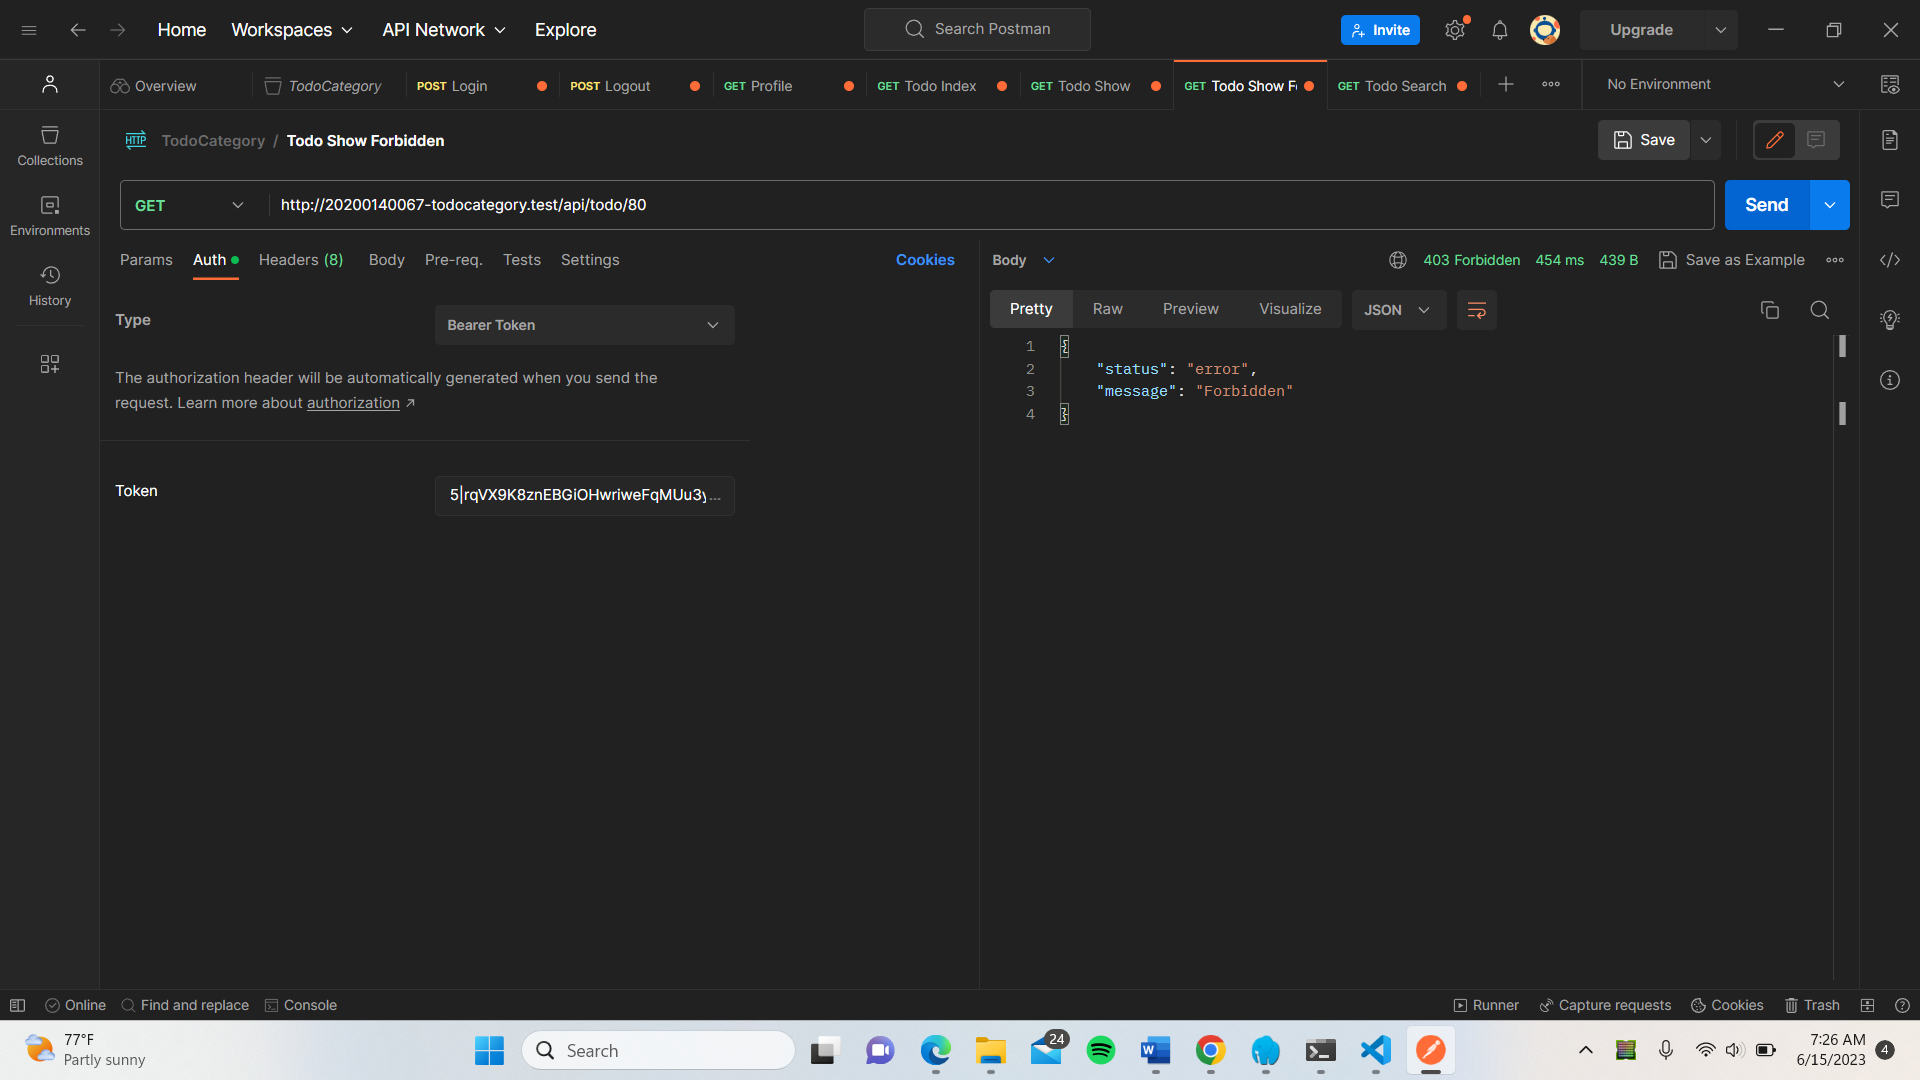 Home Workspaces API Network Explore
Search Postman
Invite
Upgrade
Overview
TodoCategory
POST Login
POST Logout
GET Profile
GET Todo Index
GET Todo Show
GET Todo Show F
GET Todo Search
No Environment
Collections
Environments
History
HTTP TodoCategory / Todo Show Forbidden
Save
GET http://20200140067-todocategory.test/api/todo/80
Send
Params Auth Headers (8) Body Pre-req. Tests Settings Cookies
Body 403 Forbidden 454 ms 439 B Save as Example
Type Bearer Token
The authorization header will be automatically generated when you send the
request. Learn more about authorization ↗
Token 5|rqVX9K8znEBGiOHwriweFqMUu3y...
Pretty Raw Preview Visualize JSON
1 {
2 "status": "error",
3 "message": "Forbidden"
4 }
Online Find and replace Console
Runner Capture requests Cookies Trash
77°F
Partly sunny
Search
24
7:26 AM
6/15/2023
4